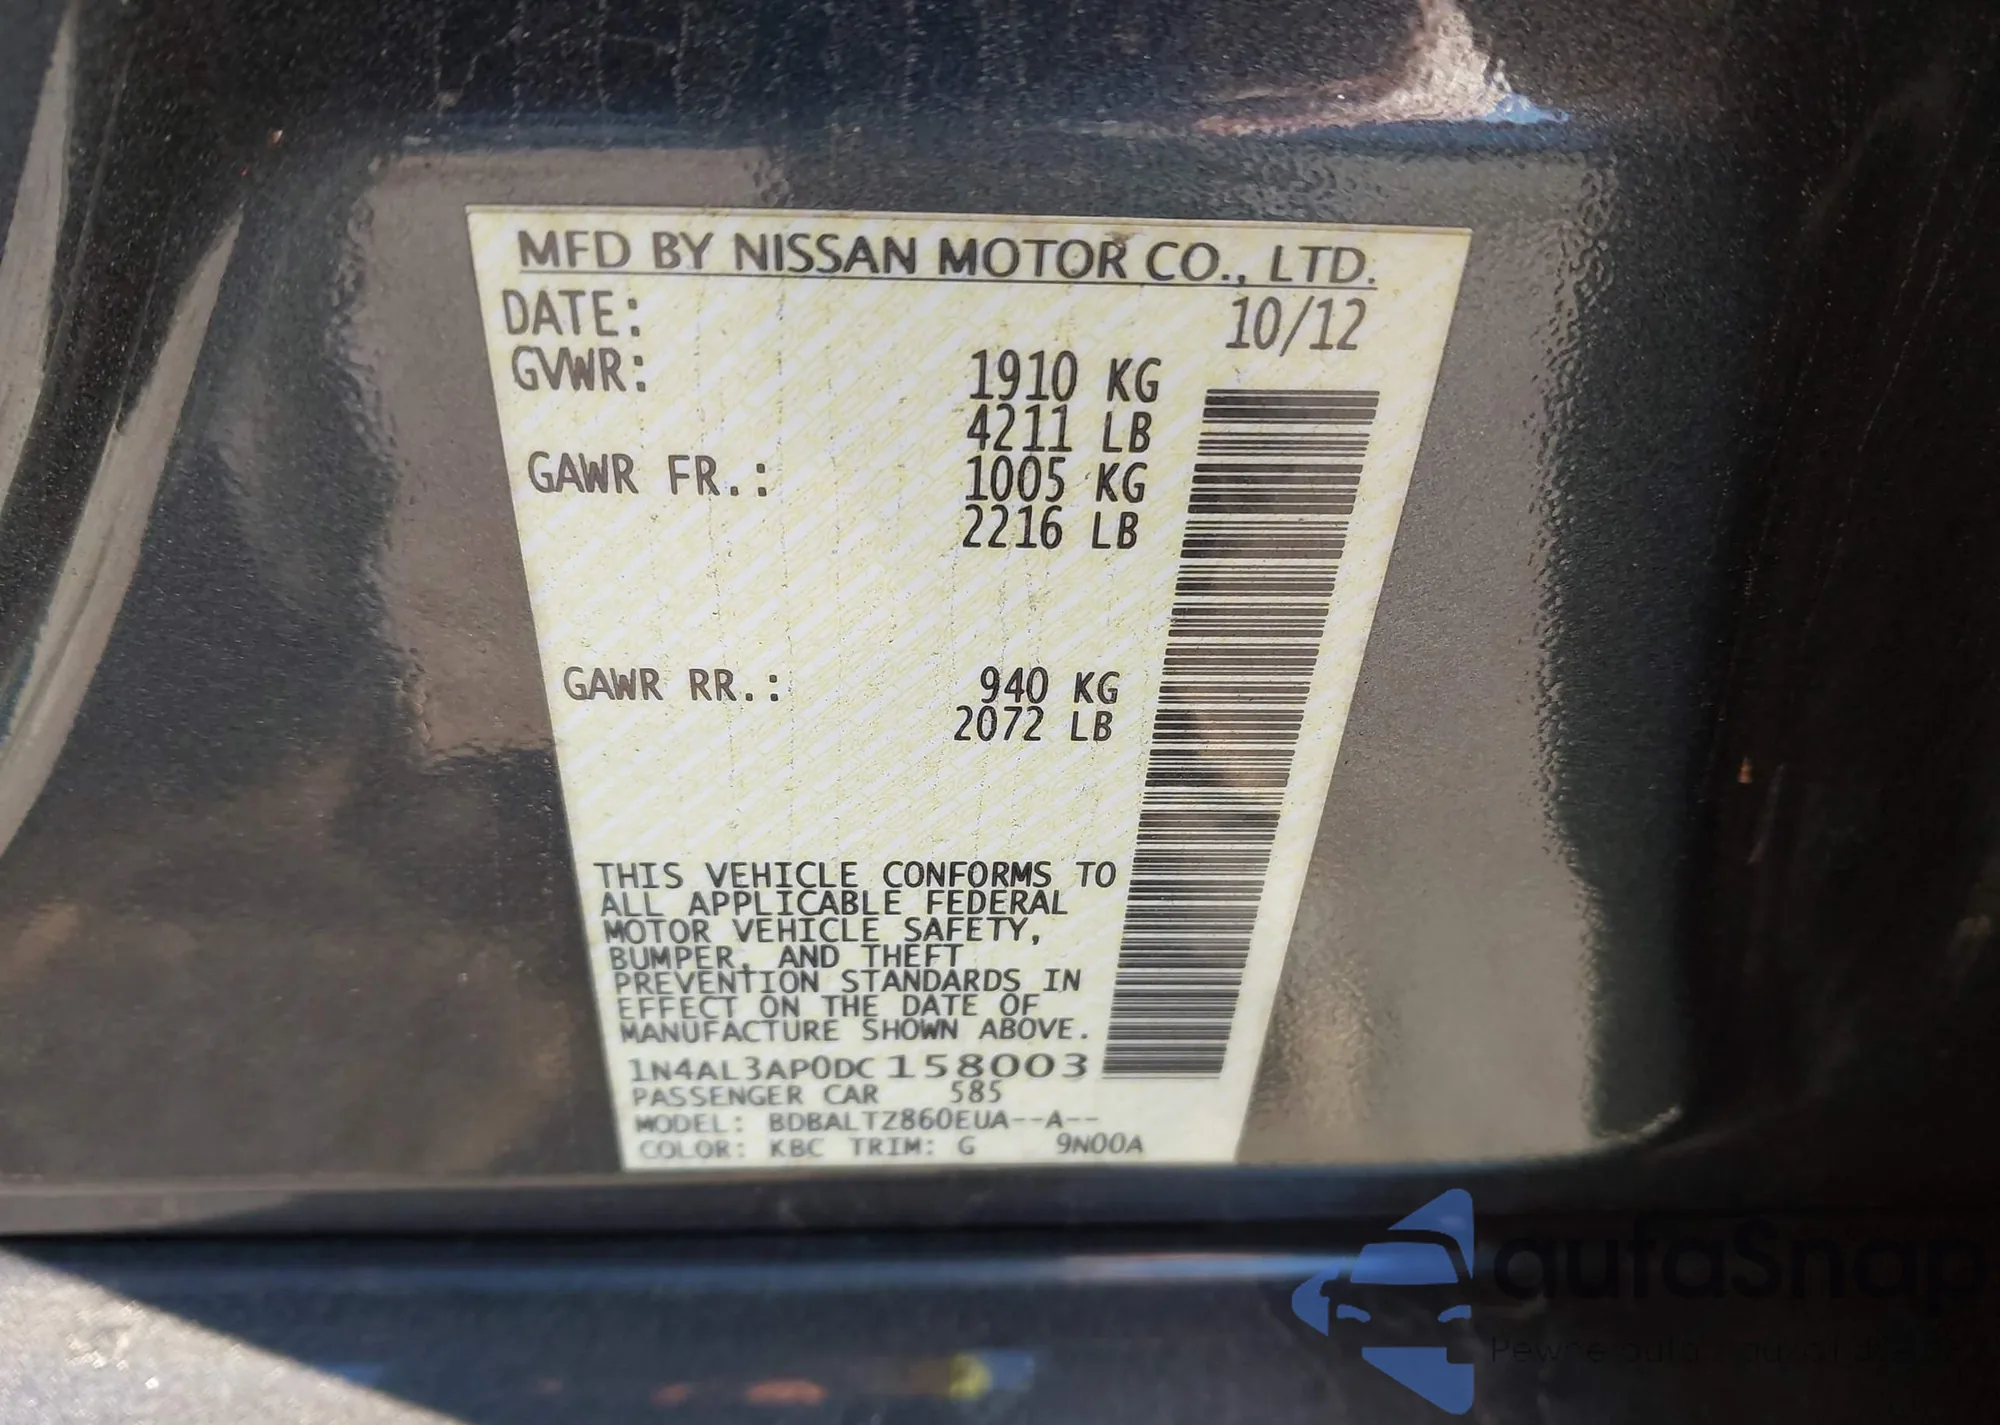 MFD BY NISSAN MOTOR CO., LTD.
DATE: 10/12
GVWR: 1910 KG
4211 LB
GAWR FR.: 1005 KG
2216 LB
GAWR RR.: 940 KG
2072 LB
THIS VEHICLE CONFORMS TO
ALL APPLICABLE FEDERAL
MOTOR VEHICLE SAFETY,
BUMPER, AND THEFT
PREVENTION STANDARDS IN
EFFECT ON THE DATE OF
MANUFACTURE SHOWN ABOVE.
1N4AL3AP0DC158003
PASSENGER CAR 585
MODEL: BDBALTZ860EUA--A--
COLOR: KBC TRIM: G 9N00A
autaSnap
Pewne auta